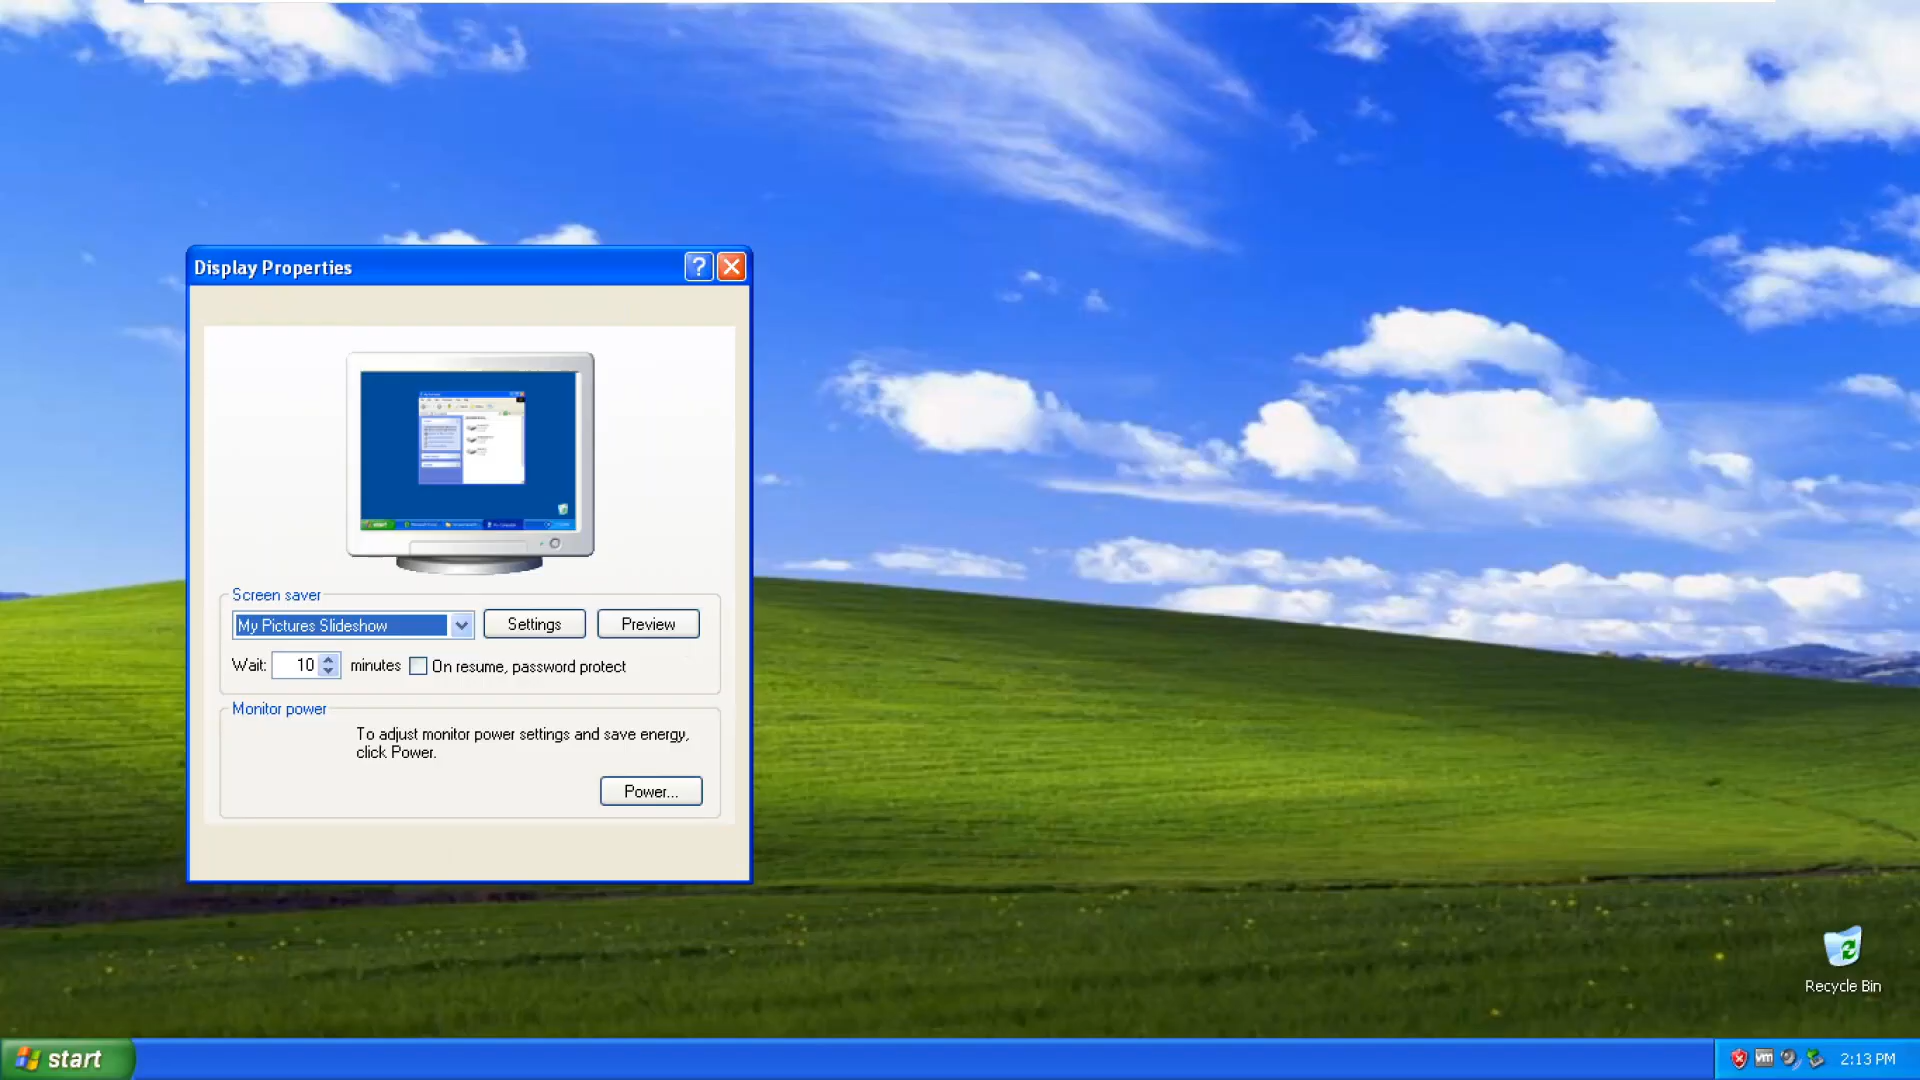 Display Properties
Screen saver
My Pictures Slideshow
Settings
Preview
Wait: 10 minutes
On resume, password protect
Monitor power
To adjust monitor power settings and save energy,
click Power.
Power...
Recycle Bin
start
vm
2:13 PM